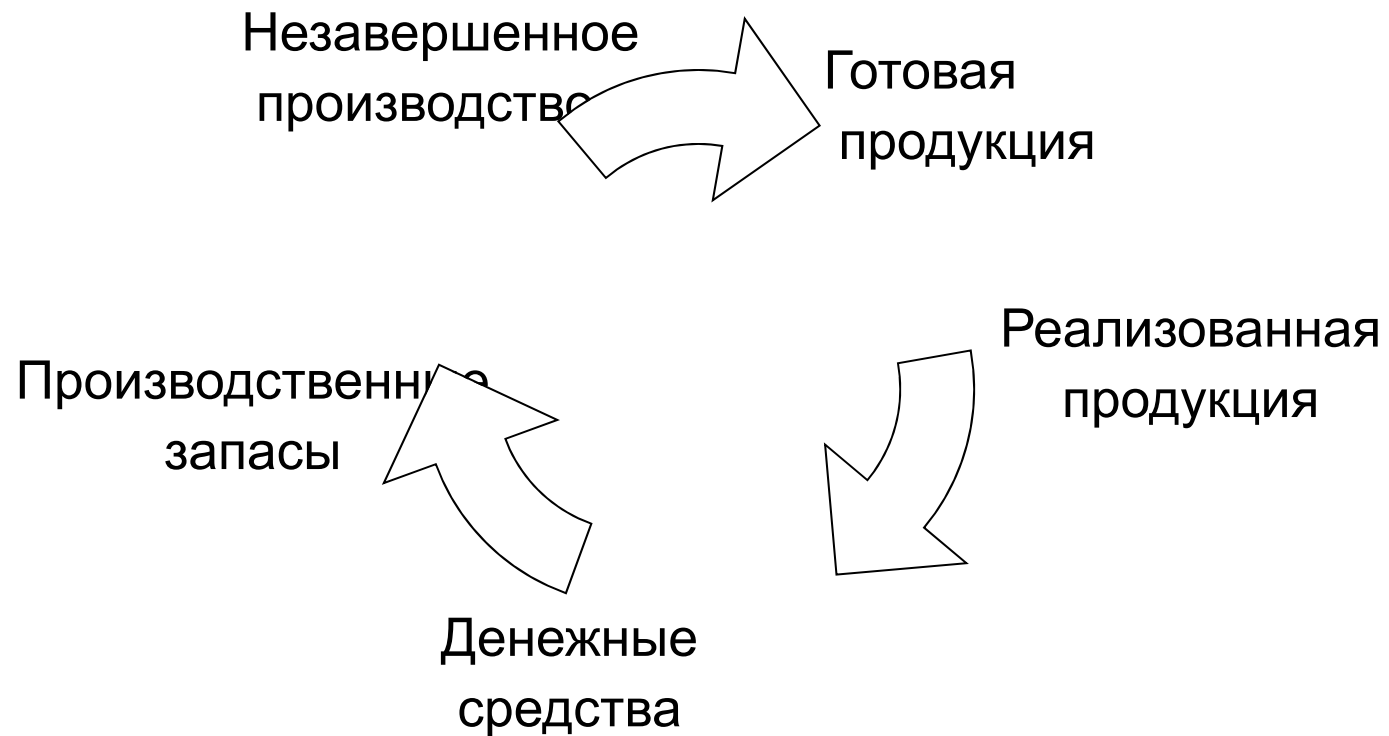 Незавершенное
производство
Готовая
продукция
Реализованная
продукция
Производственные
запасы
Денежные
средства